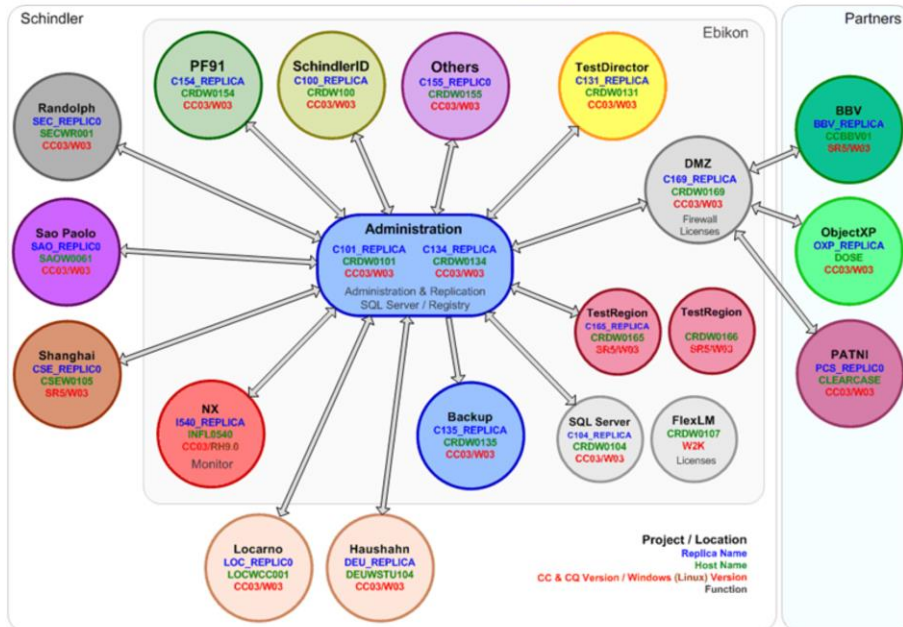 Schindler
Partners
Ebikon
PF91
C154_REPLICA
CRDW0154
CC03/W03
SchindlerID
C100_REPLICA
CRDW100
CC03/W03
Others
C155_REPLIC0
CRDW0155
CC03/W03
TestDirector
C131_REPLICA
CRDW0131
CC03/W03
Randolph
SEC_REPLIC0
SECWR001
CC03/W03
BBV
BBV_REPLICA
CCBBV01
SR5/W03
DMZ
C169_REPLICA
CRDW0169
CC03/W03
Firewall
Licenses
Sao Paolo
SAO_REPLIC0
SAOW0061
CC03/W03
Administration
C101_REPLICA C134_REPLICA
CRDW0101 CRDW0134
CC03/W03 CC03/W03
Administration & Replication
SQL Server / Registry
ObjectXP
OXP_REPLICA
DOSE
CC03/W03
Shanghai
CSE_REPLIC0
CSEW0105
SR5/W03
TestRegion
C165_REPLICA
CRDW0165
SR5/W03
TestRegion
CRDW0166
SR5/W03
PATNI
PCS_REPLIC0
CLEARCASE
CC03/W03
NX
I540_REPLICA
INFL0540
CC03/RH9.0
Monitor
Backup
C135_REPLICA
CRDW0135
CC03/W03
SQL Server
C104_REPLICA
CRDW0104
CC03/W03
FlexLM
CRDW0107
W2K
Licenses
Locarno
LOC_REPLIC0
LOCWCC001
CC03/W03
Haushahn
DEU_REPLICA
DEUWSTU104
CC03/W03
Project / Location
Replica Name
Host Name
CC & CQ Version / Windows (Linux) Version
Function